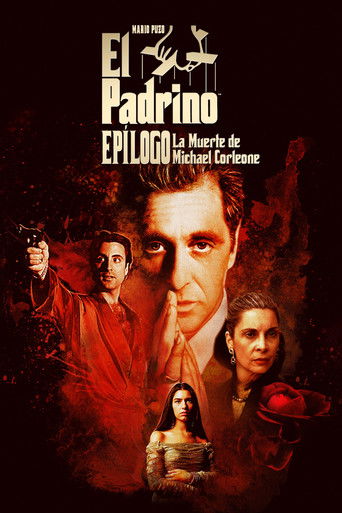 MARIO PUZO
El
Padrino
EPÍLOGO La Muerte de
Michael Corleone